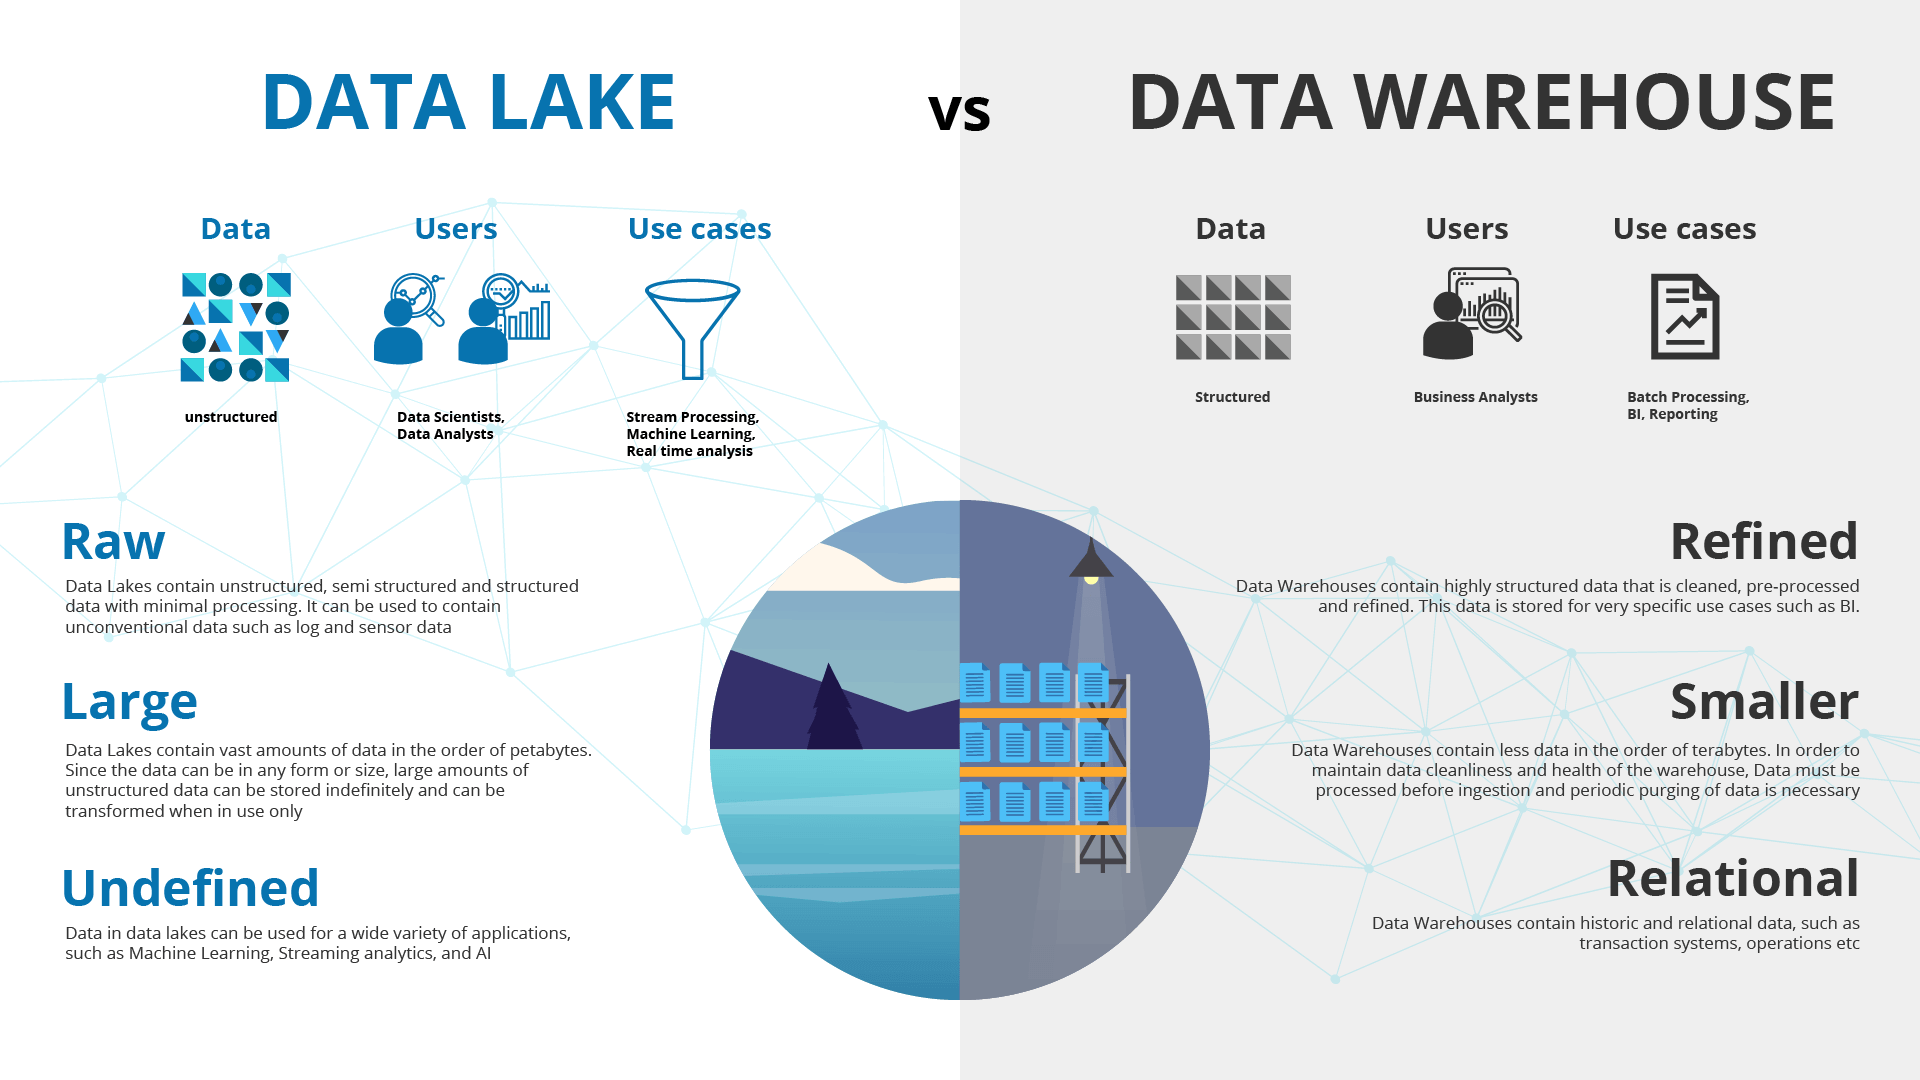 DATA LAKE
vs
DATA WAREHOUSE
Data
Users
Use cases
unstructured
Data Scientists,
Data Analysts
Stream Processing,
Machine Learning,
Real time analysis
Data
Users
Use cases
Structured
Business Analysts
Batch Processing,
BI, Reporting
Raw
Data Lakes contain unstructured, semi structured and structured
data with minimal processing. It can be used to contain
unconventional data such as log and sensor data
Large
Data Lakes contain vast amounts of data in the order of petabytes.
Since the data can be in any form or size, large amounts of
unstructured data can be stored indefinitely and can be
transformed when in use only
Undefined
Data in data lakes can be used for a wide variety of applications,
such as Machine Learning, Streaming analytics, and AI
Refined
Data Warehouses contain highly structured data that is cleaned, pre-processed
and refined. This data is stored for very specific use cases such as BI.
Smaller
Data Warehouses contain less data in the order of terabytes. In order to
maintain data cleanliness and health of the warehouse, Data must be
processed before ingestion and periodic purging of data is necessary
Relational
Data Warehouses contain historic and relational data, such as
transaction systems, operations etc